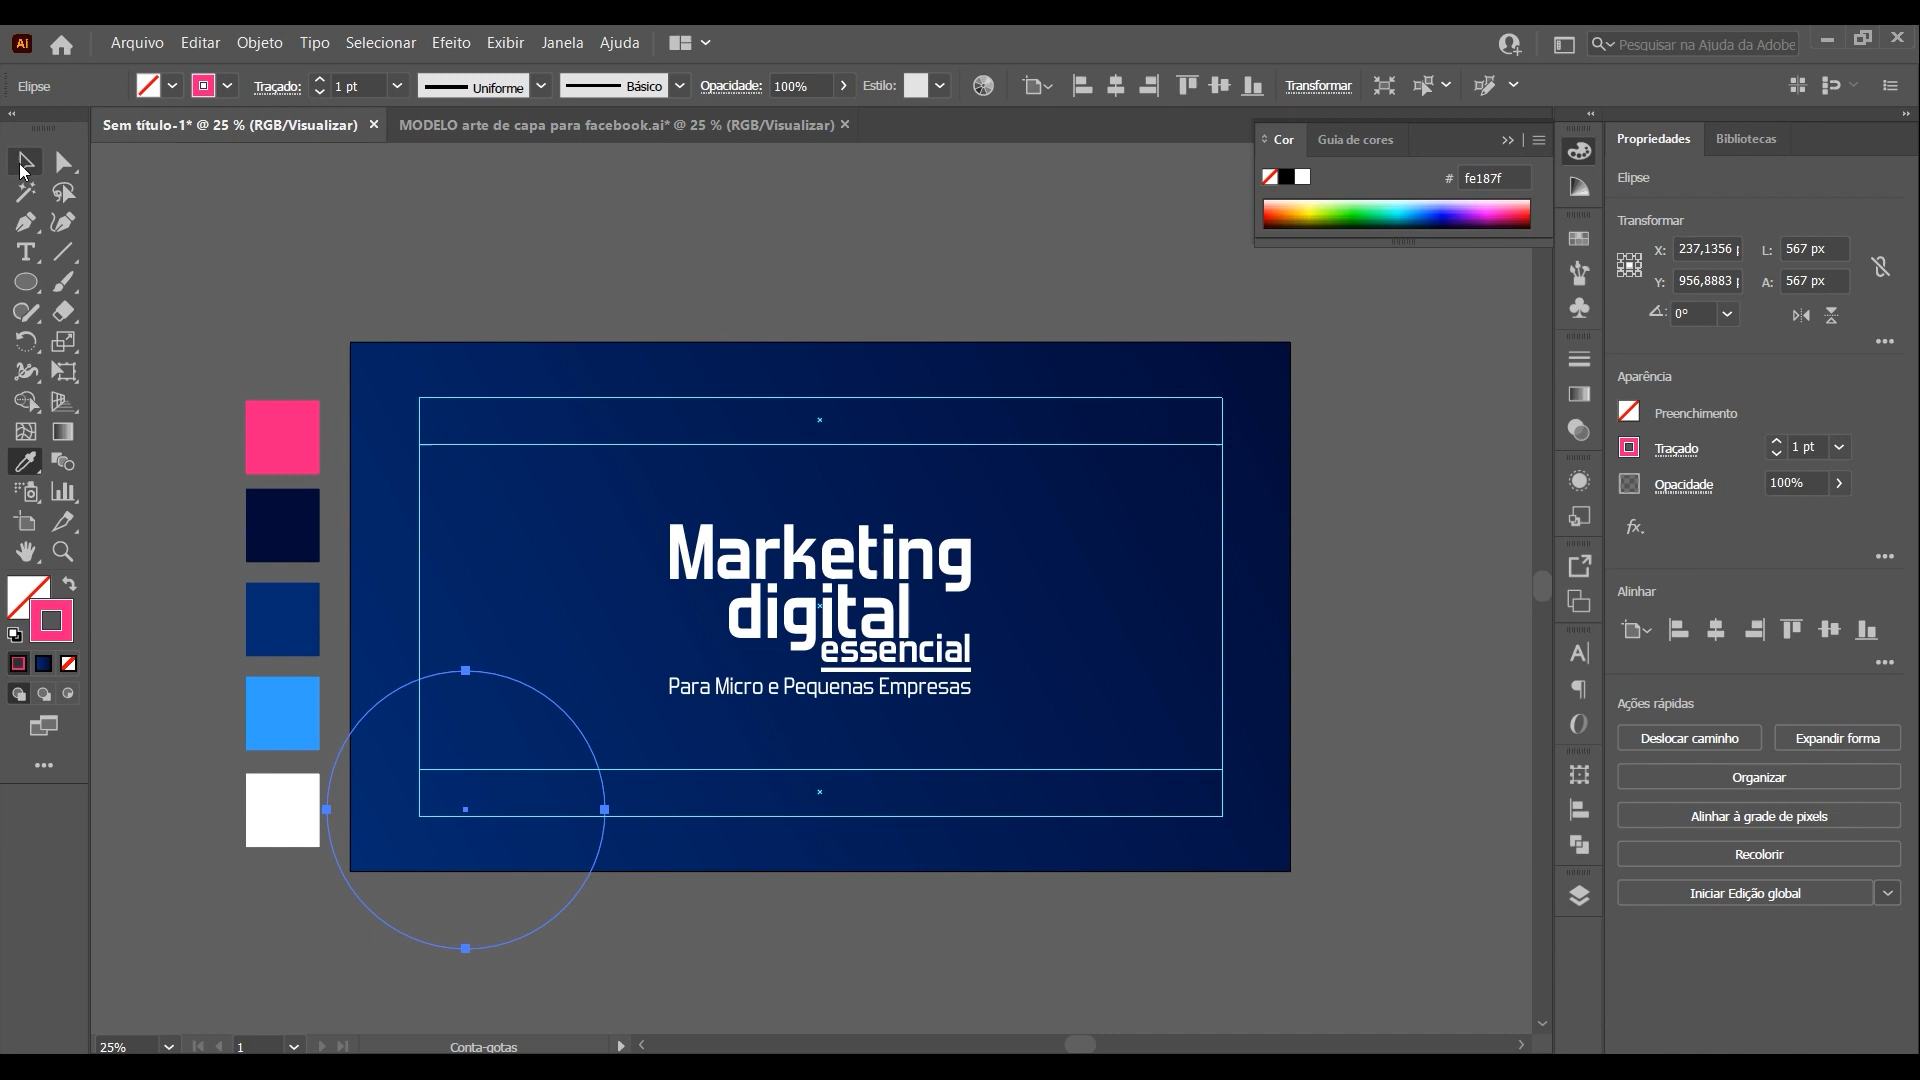 Ai
Arquivo Editar Objeto Tipo Selecionar Efeito Exibir Janela Ajuda
Pesquisar na Ajuda da Adobe
Elipse
Traçado: 1 pt
Uniforme
Básico
Opacidade: 100%
Estilo:
Transformar
Sem título-1* @ 25 % (RGB/Visualizar)
MODELO arte de capa para facebook.ai* @ 25 % (RGB/Visualizar)
Cor
Guia de cores
# fe187f
Propriedades
Bibliotecas
Elipse
Transformar
X: 237,1356 L: 567 px
Y: 956,8883 A: 567 px
0°
Aparência
Preenchimento
Traçado 1 pt
Opacidade 100%
fx.
Alinhar
Ações rápidas
Deslocar caminho
Expandir forma
Organizar
Alinhar à grade de pixels
Recolorir
Iniciar Edição global
Marketing
digital
essencial
Para Micro e Pequenas Empresas
25%
1
Conta-gotas